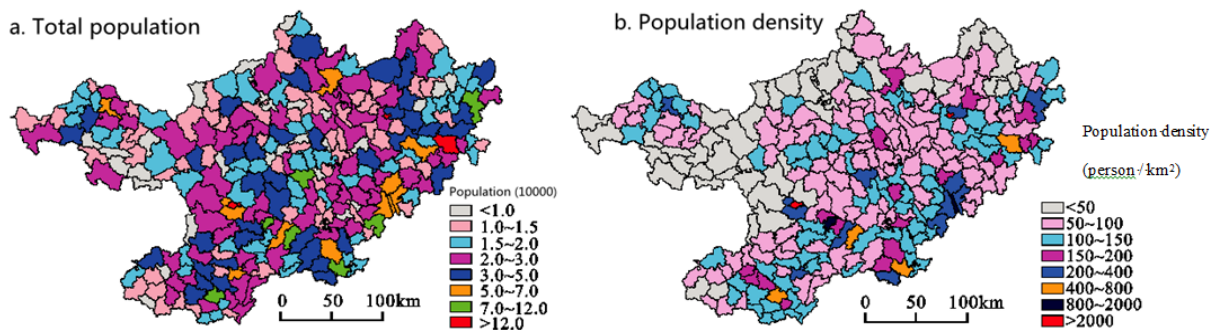 a. Total population
Population (10000)
<1.0
1.0~1.5
1.5~2.0
2.0~3.0
3.0~5.0
5.0~7.0
7.0~12.0
>12.0
0 50 100km
b. Population density
Population density
(person/km²)
<50
50~100
100~150
150~200
200~400
400~800
800~2000
>2000
0 50 100km